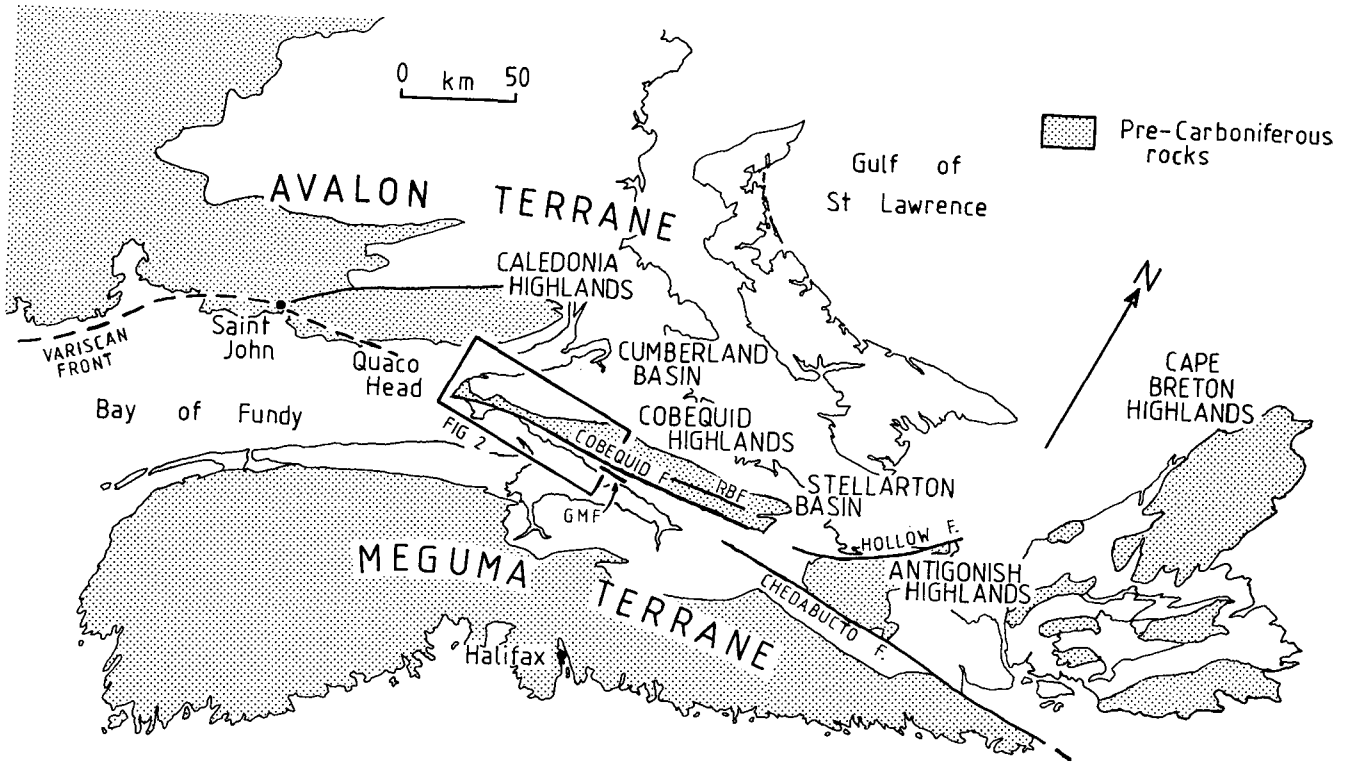 0 km 50
Pre-Carboniferous
rocks
Gulf of
St Lawrence
AVALON TERRANE
N
CALEDONIA
HIGHLANDS
Saint
John
VARISCAN
FRONT
Quaco
Head
CUMBERLAND
BASIN
CAPE
BRETON
HIGHLANDS
Bay of Fundy
COBEQUID
HIGHLANDS
FIG 2
COBEQUID F.
RBF
STELLARTON
BASIN
GMF
HOLLOW F.
ANTIGONISH
HIGHLANDS
MEGUMA TERRANE
CHEDABUCTO F.
Halifax